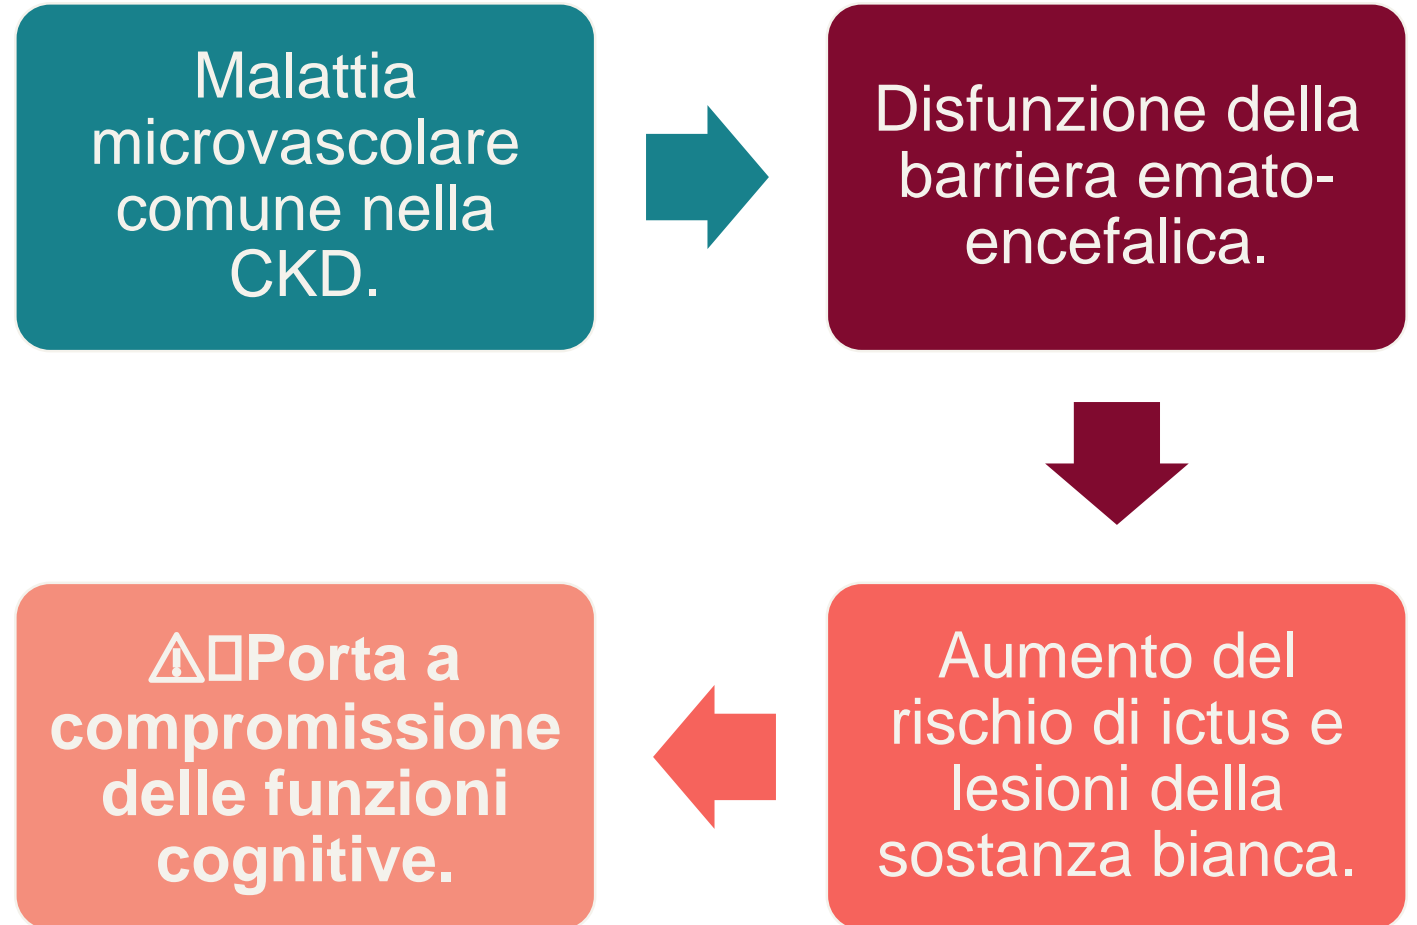 Malattia
microvascolare
comune nella
CKD.
Disfunzione della
barriera emato-
encefalica.
Aumento del
rischio di ictus e
lesioni della
sostanza bianca.
⚠️Porta a
compromissione
delle funzioni
cognitive.